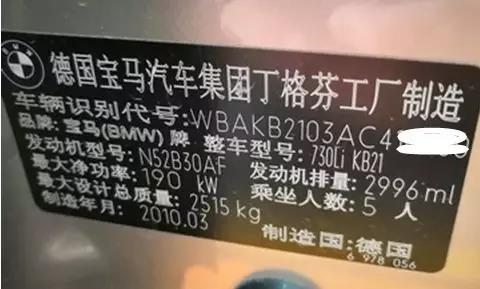 BMW
德国宝马汽车集团丁格芬工厂制造
车辆识别代号:WBAKB2103AC4
品牌:宝马(BMW)牌 整车型号:730Li KB21
发动机型号:N52B30AF 发动机排量:2996ml
最大净功率:190 kW 乘坐人数:5 人
最大设计总质量:2515kg
制造年月:2010.03
制造国:德国
6 978 056